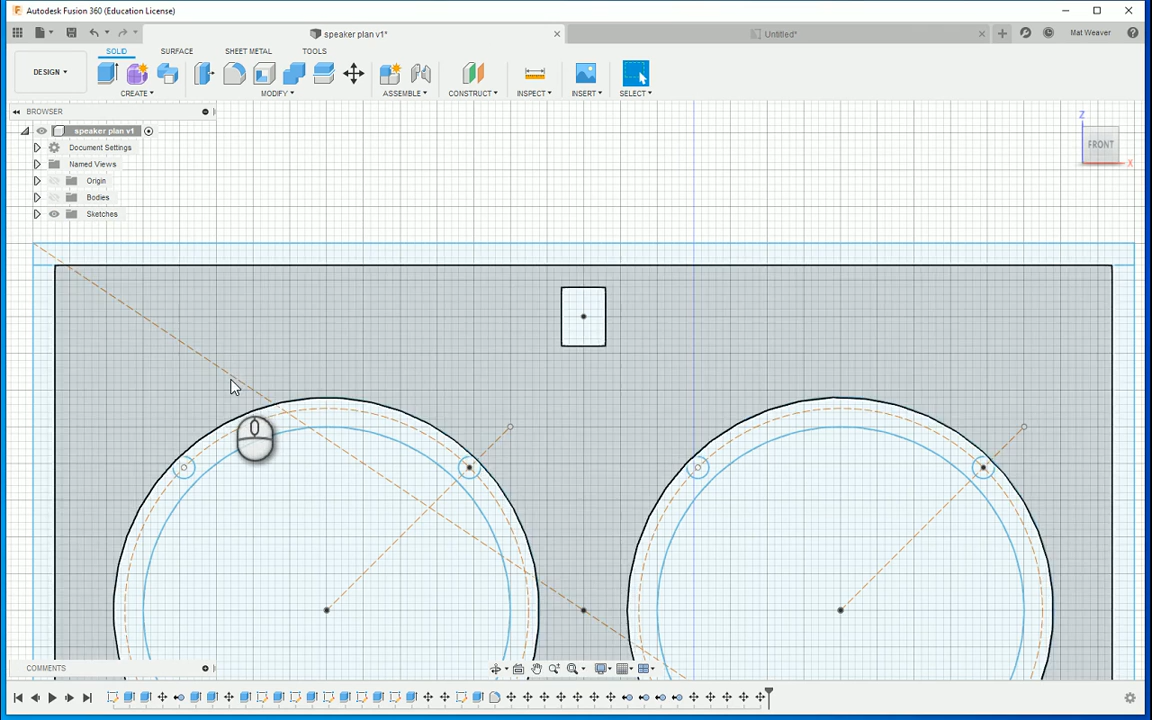 Autodesk Fusion 360 (Education License)
speaker plan v1*
Untitled*
Mat Weaver
DESIGN
SOLID
SURFACE
SHEET METAL
TOOLS
CREATE
MODIFY
ASSEMBLE
CONSTRUCT
INSPECT
INSERT
SELECT
BROWSER
speaker plan v1
Document Settings
Named Views
Origin
Bodies
Sketches
Z
FRONT
X
COMMENTS